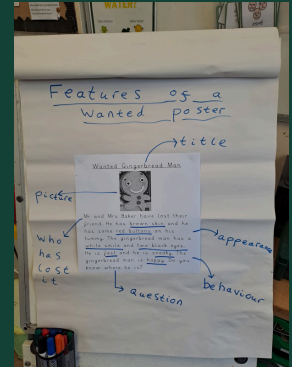 WATER?
Features of a
Wanted poster
title
Wanted Gingerbread Man
picture
Mr and Mrs Baker have lost their
friend. He has brown skin and he
has some red buttons on his
tummy. The gingerbread man has a
white smile and two black eyes.
He is fast and he is sneaky. The
gingerbread man is happy. Do you
know where he is?
who
has
lost
it
appearance
behaviour
question